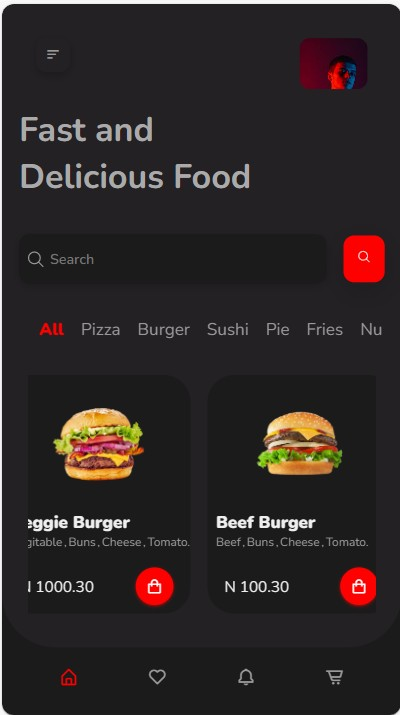 Fast and
Delicious Food
Search
All Pizza Burger Sushi Pie Fries Nu
eggie Burger
gitable , Buns , Cheese , Tomato.
1000.30
Beef Burger
Beef , Buns , Cheese , Tomato.
N 100.30